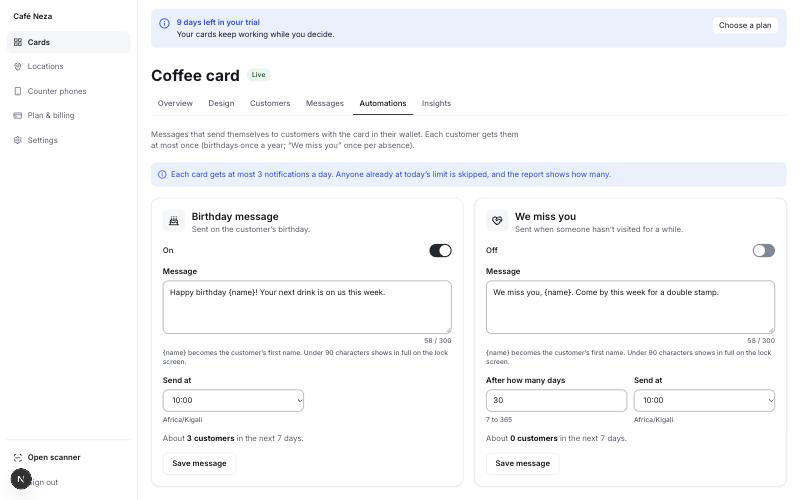 Café Neza
Cards
Locations
Counter phones
Plan & billing
Settings
Open scanner
N
ign out
9 days left in your trial
Your cards keep working while you decide.
Choose a plan
Coffee card
Live
Overview
Design
Customers
Messages
Automations
Insights
Messages that send themselves to customers with the card in their wallet. Each customer gets them
at most once (birthdays once a year; “We miss you” once per absence).
Each card gets at most 3 notifications a day. Anyone already at today’s limit is skipped, and the report shows how many.
Birthday message
Sent on the customer’s birthday.
On
Message
Happy birthday {name}! Your next drink is on us this week.
58 / 300
{name} becomes the customer’s first name. Under 90 characters shows in full on the lock
screen.
Send at
10:00
Africa/Kigali
About 3 customers in the next 7 days.
Save message
We miss you
Sent when someone hasn’t visited for a while.
Off
Message
We miss you, {name}. Come by this week for a double stamp.
58 / 300
{name} becomes the customer’s first name. Under 90 characters shows in full on the lock
screen.
After how many days
30
7 to 365
Send at
10:00
Africa/Kigali
About 0 customers in the next 7 days.
Save message